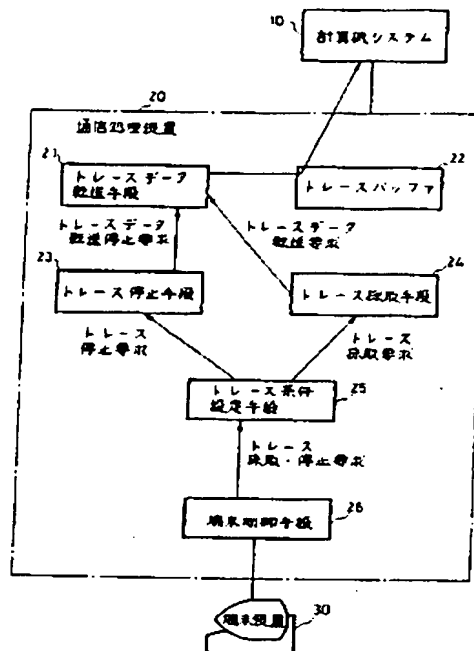 10
計算機システム
20
通信処理装置
21
トレースデータ
転送手段
22
トレースバッファ
トレースデータ
転送停止要求
トレースデータ
転送要求
23
トレース停止手段
24
トレース採取手段
トレース
停止要求
トレース
採取要求
トレース条件
設定手段
25
トレース
採取・停止要求
端末制御手段
26
端末装置
30